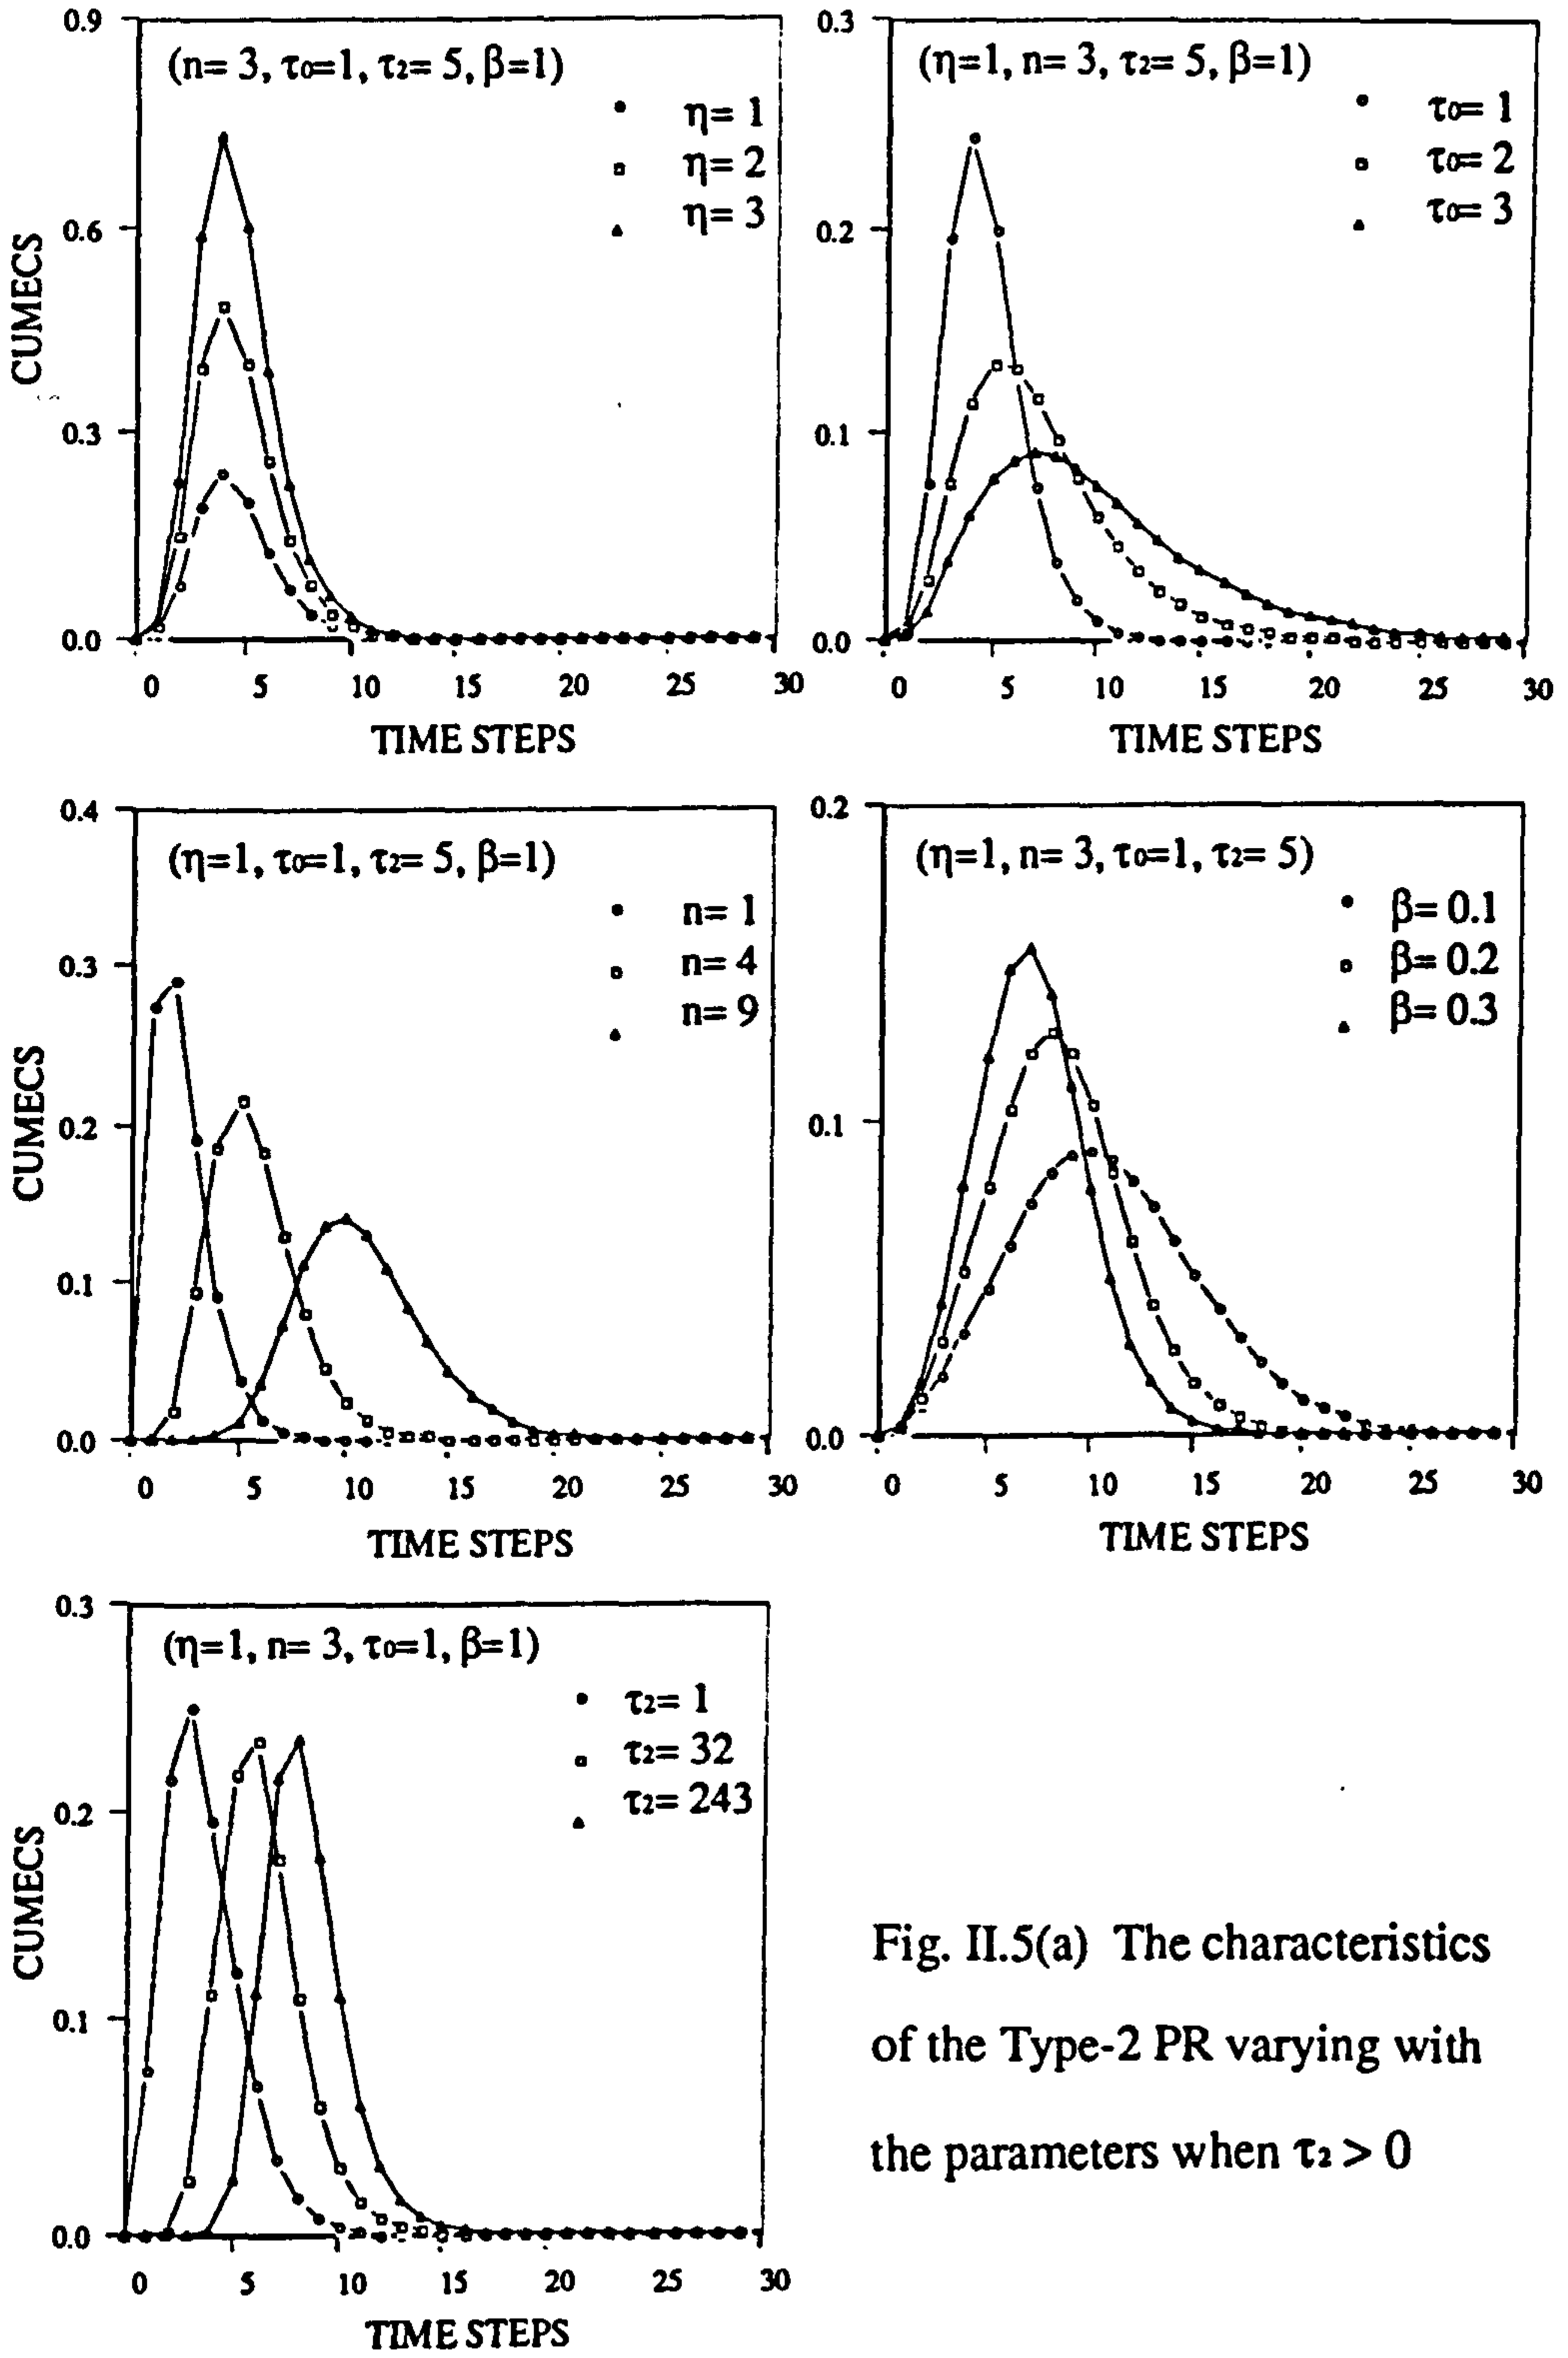 (n= 3, τ0=1, τ2= 5, β=1)
η= 1
η= 2
η= 3
0.9
0.6
0.3
0.0
CUMECS
0 5 10 15 20 25 30
TIME STEPS
(η=1, n= 3, τ2= 5, β=1)
τ0= 1
τ0= 2
τ0= 3
0.3
0.2
0.1
0.0
0 5 10 15 20 25 30
TIME STEPS
(η=1, τ0=1, τ2= 5, β=1)
n= 1
n= 4
n= 9
0.4
0.3
0.2
0.1
0.0
CUMECS
0 5 10 15 20 25 30
TIME STEPS
(η=1, n= 3, τ0=1, τ2= 5)
β= 0.1
β= 0.2
β= 0.3
0.2
0.1
0.0
0 5 10 15 20 25 30
TIME STEPS
(η=1, n= 3, τ0=1, β=1)
τ2= 1
τ2= 32
τ2= 243
0.3
0.2
0.1
0.0
CUMECS
0 5 10 15 20 25 30
TIME STEPS
Fig. II.5(a) The characteristics
of the Type-2 PR varying with
the parameters when τ2 > 0